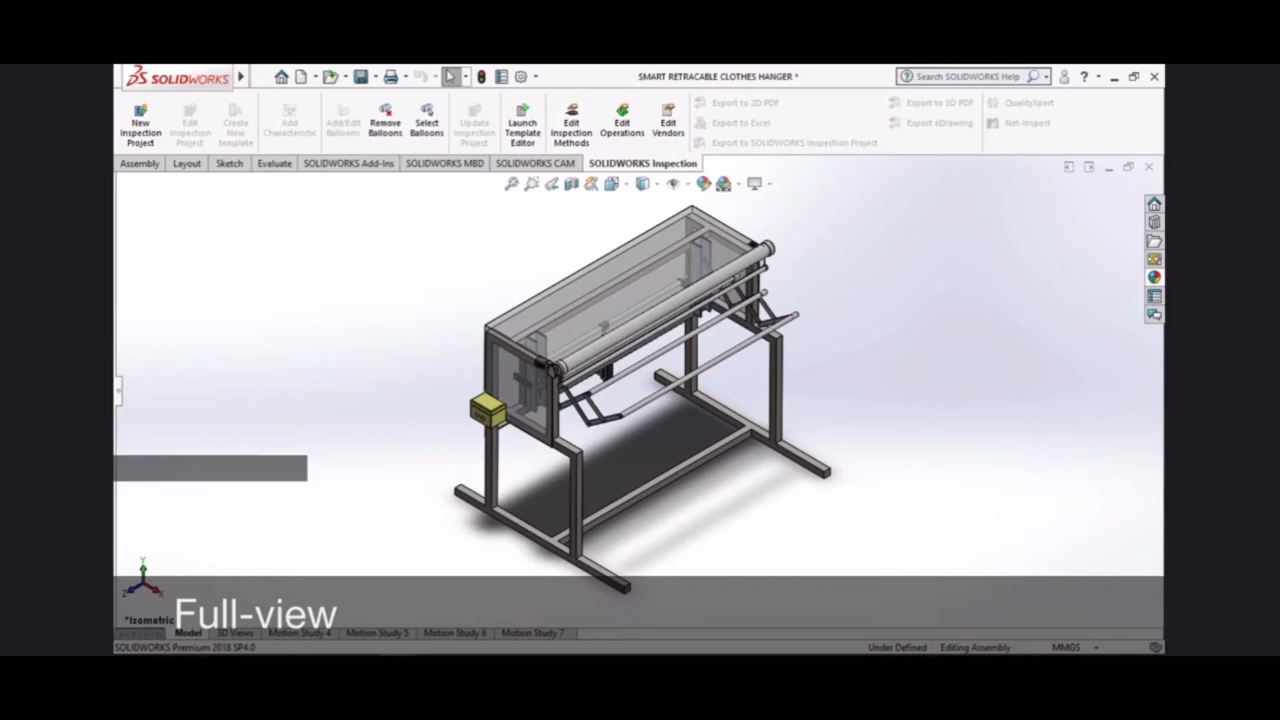 SOLIDWORKS
SMART RETRACABLE CLOTHES HANGER *
Search SOLIDWORKS Help
?
New Inspection Project
Edit Inspection Project
Create New template
Add Characteristic
Add/Edit Balloons
Remove Balloons
Select Balloons
Update Inspection Project
Launch Template Editor
Edit Inspection Methods
Edit Operations
Edit Vendors
Export to 2D PDF
Export to Excel
Export to SOLIDWORKS Inspection Project
Export to 3D PDF
Export eDrawing
QualityXpert
Net-Inspect
Assembly Layout Sketch Evaluate SOLIDWORKS Add-Ins SOLIDWORKS MBD SOLIDWORKS CAM SOLIDWORKS Inspection
Y
Z X
*Isometric
Full-view
Model 3D Views Motion Study 4 Motion Study 5 Motion Study 6 Motion Study 7
SOLIDWORKS Premium 2018 SP4.0 Under Defined Editing Assembly MMGS